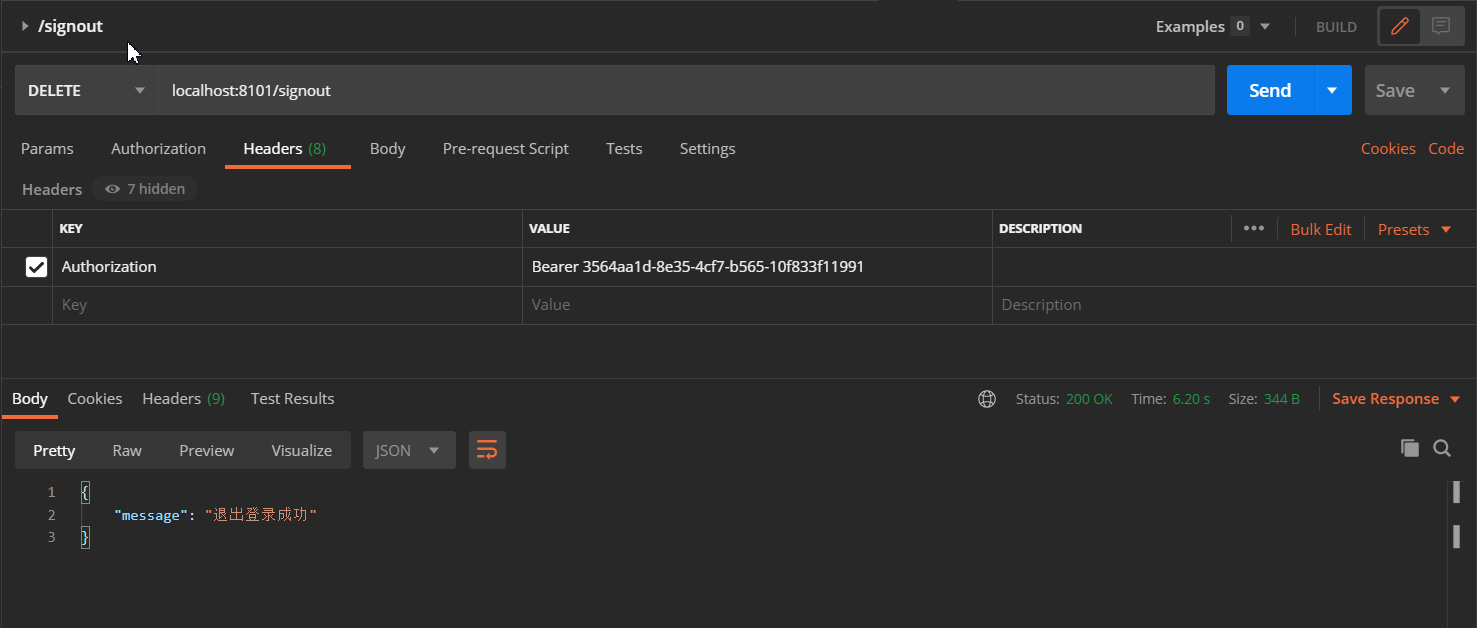 /signout Examples 0 BUILD
DELETE localhost:8101/signout Send Save
Params Authorization Headers (8) Body Pre-request Script Tests Settings Cookies Code
Headers 7 hidden
KEY VALUE DESCRIPTION ••• Bulk Edit Presets
Authorization Bearer 3564aa1d-8e35-4cf7-b565-10f833f11991
Key Value Description
Body Cookies Headers (9) Test Results Status: 200 OK Time: 6.20 s Size: 344 B Save Response
Pretty Raw Preview Visualize JSON
1 {
2 "message": "退出登录成功"
3 }